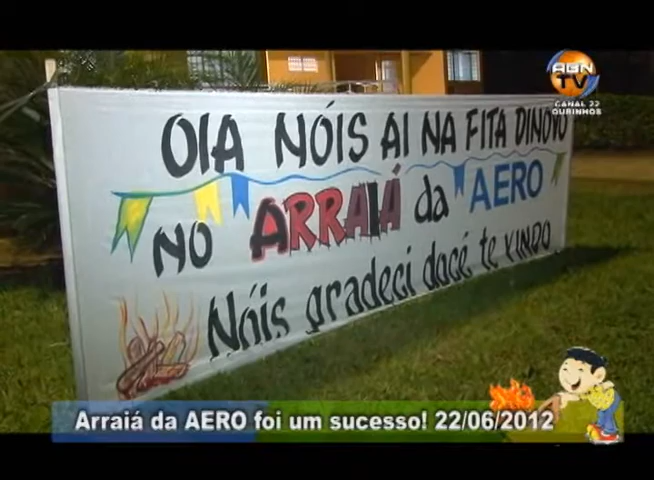 AGN
TV
CANAL 22
OURINHOS
OIA NÓIS AI NA FITA DINOVO
NO ARRAIÁ da AERO
Nóis gradeci docê te VINDO
Arraiá da AERO foi um sucesso! 22/06/2012